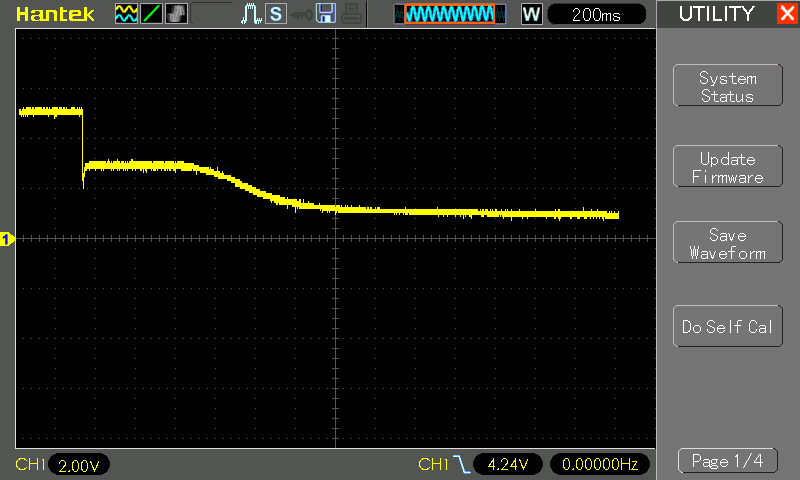 Hantek S W 200ms UTILITY X
System
Status
Update
Firmware
1
Save
Waveform
Do Self Cal
CH1 2.00V CH1 4.24V 0.00000Hz Page 1/4